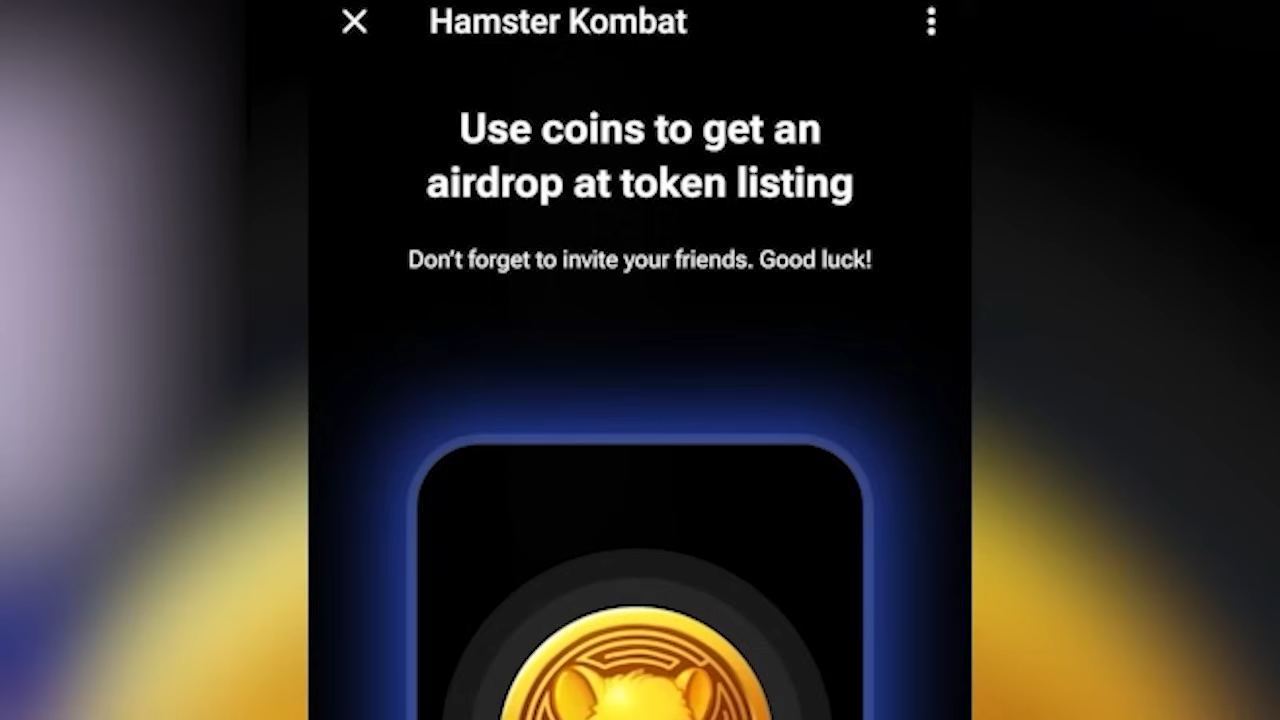 Hamster Kombat
Use coins to get an
airdrop at token listing
Don't forget to invite your friends. Good luck!